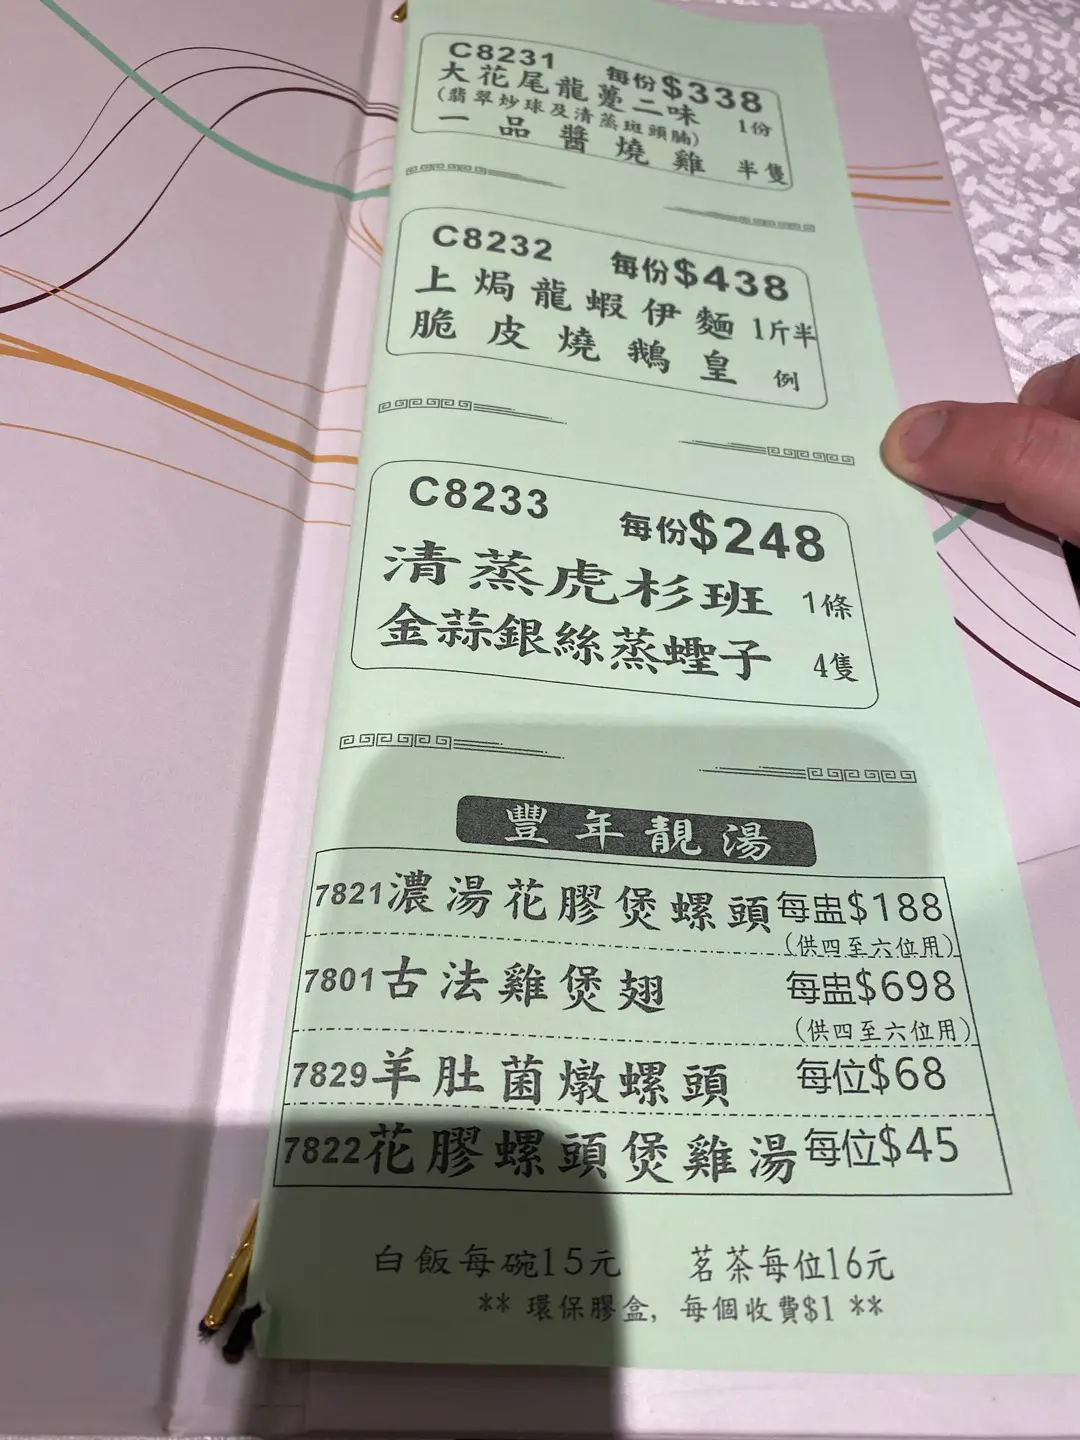 C8231 每份$338
大花尾龍躉二味 1份
(翡翠炒球及清蒸斑頭腩)
一品醬燒雞 半隻
C8232 每份$438
上焗龍蝦伊麵 1斤半
脆皮燒鵝皇 例
C8233 每份$248
清蒸虎杉班 1條
金蒜銀絲蒸蟶子 4隻
豐年靚湯
7821濃湯花膠煲螺頭 每盅$188
(供四至六位用)
7801古法雞煲翅 每盅$698
(供四至六位用)
7829羊肚菌燉螺頭 每位$68
7822花膠螺頭煲雞湯 每位$45
白飯每碗15元 茗茶每位16元
** 環保膠盒, 每個收費$1 **